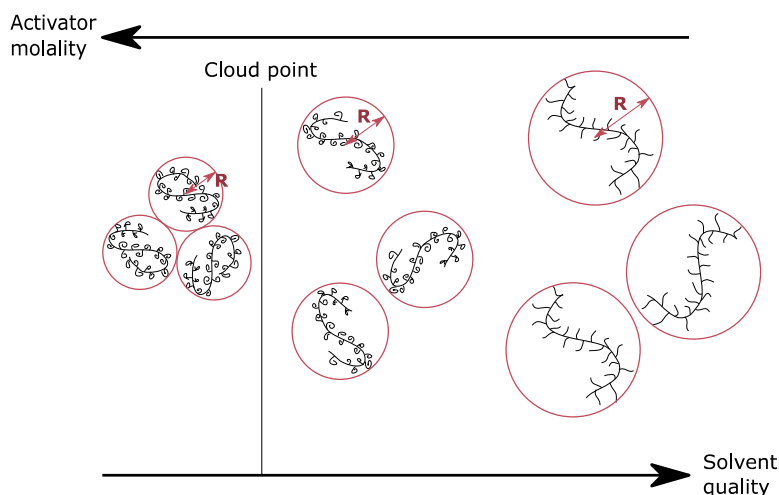 Activator
molality
Cloud point
R
R
R
Solvent
quality